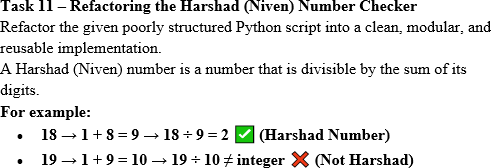 Task 11 – Refactoring the Harshad (Niven) Number Checker
Refactor the given poorly structured Python script into a clean, modular, and
reusable implementation.
A Harshad (Niven) number is a number that is divisible by the sum of its
digits.
For example:
• 18 → 1 + 8 = 9 → 18 ÷ 9 = 2 ✅ (Harshad Number)
• 19 → 1 + 9 = 10 → 19 ÷ 10 ≠ integer ❌ (Not Harshad)